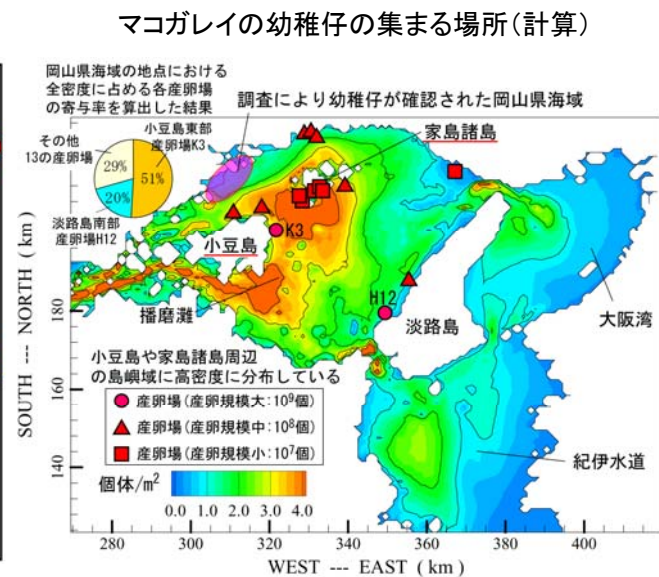 マコガレイの幼稚仔の集まる場所(計算)
岡山県海域の地点における
全密度に占める各産卵場
の寄与率を算出した結果
調査により幼稚仔が確認された岡山県海域
その他
13の産卵場
小豆島東部
産卵場K3
29%
51%
20%
淡路島南部
産卵場H12
家島諸島
小豆島
K3
H12
播磨灘
淡路島
大阪湾
紀伊水道
小豆島や家島諸島周辺
の島嶼域に高密度に分布している
産卵場(産卵規模大:10⁹個)
産卵場(産卵規模中:10⁸個)
産卵場(産卵規模小:10⁷個)
個体/m²
0.0 1.0 2.0 3.0 4.0
SOUTH --- NORTH ( km )
180
160
140
280 300 320 340 360 380 400
WEST --- EAST ( km )